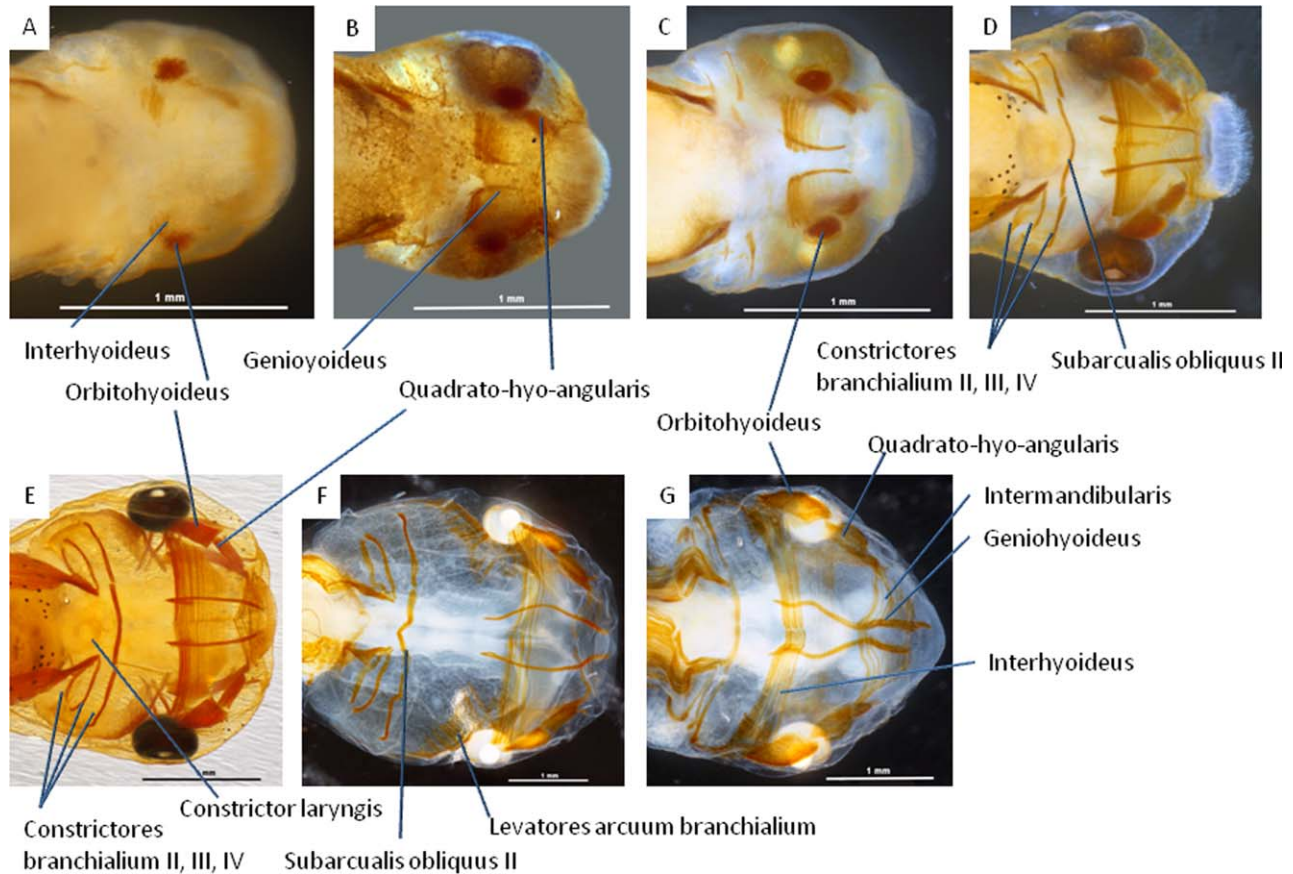 A
B
C
D
1 mm
1 mm
1 mm
1 mm
Interhyoideus
Genioyoideus
Constrictores
branchialium II, III, IV
Subarcualis obliquus II
Orbitohyoideus
Quadrato-hyo-angularis
Orbitohyoideus
Quadrato-hyo-angularis
E
F
G
Intermandibularis
Geniohyoideus
Interhyoideus
mm
1 mm
1 mm
Constrictor laryngis
Levatores arcuum branchialium
Constrictores
branchialium II, III, IV
Subarcualis obliquus II